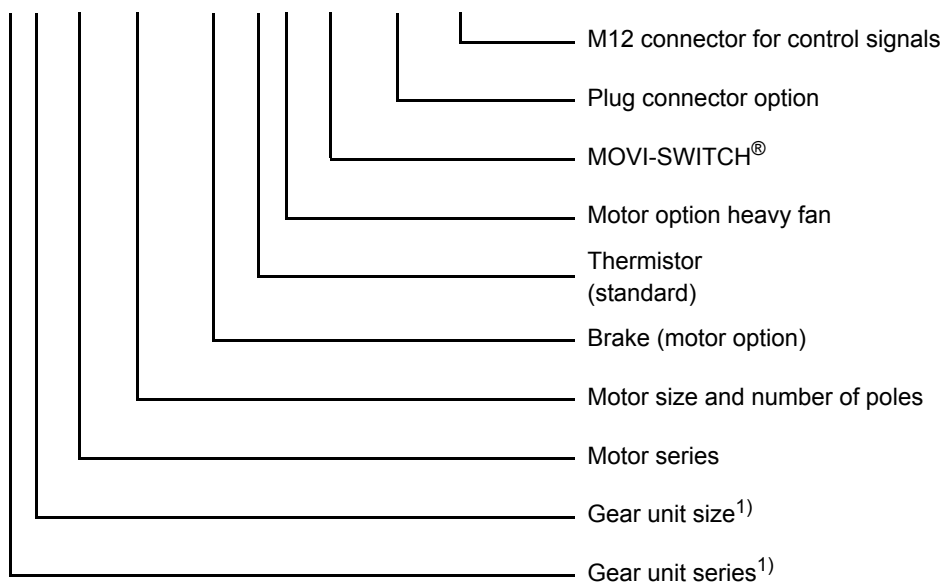 M12 connector for control signals
Plug connector option
MOVI-SWITCH®
Motor option heavy fan
Thermistor
(standard)
Brake (motor option)
Motor size and number of poles
Motor series
Gear unit size1)
Gear unit series1)